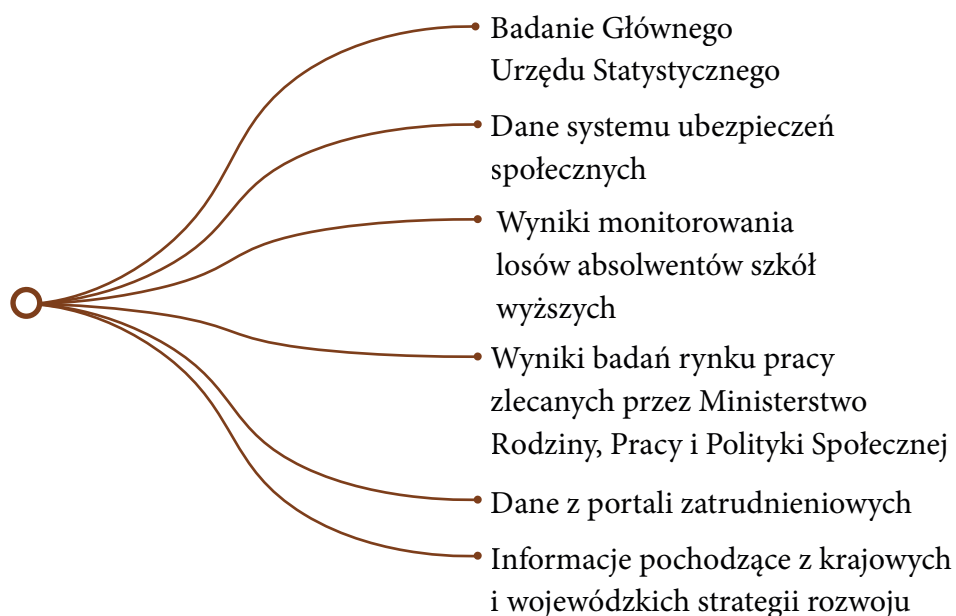 Badanie Głównego
Urzędu Statystycznego
Dane systemu ubezpieczeń
społecznych
Wyniki monitorowania
losów absolwentów szkół
wyższych
Wyniki badań rynku pracy
zlecanych przez Ministerstwo
Rodziny, Pracy i Polityki Społecznej
Dane z portali zatrudnieniowych
Informacje pochodzące z krajowych
i wojewódzkich strategii rozwoju